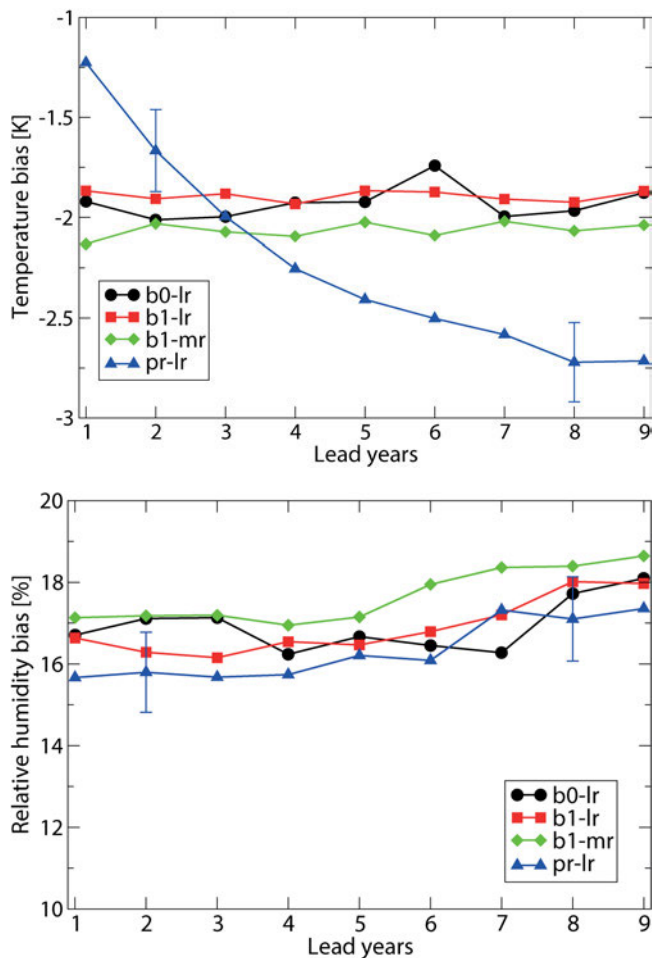 -1
-1.5
-2
-2.5
-3
Temperature bias [K]
b0-lr
b1-lr
b1-mr
pr-lr
1 2 3 4 5 6 7 8 9
Lead years
20
18
16
14
12
10
Relative humidity bias [%]
b0-lr
b1-lr
b1-mr
pr-lr
1 2 3 4 5 6 7 8 9
Lead years